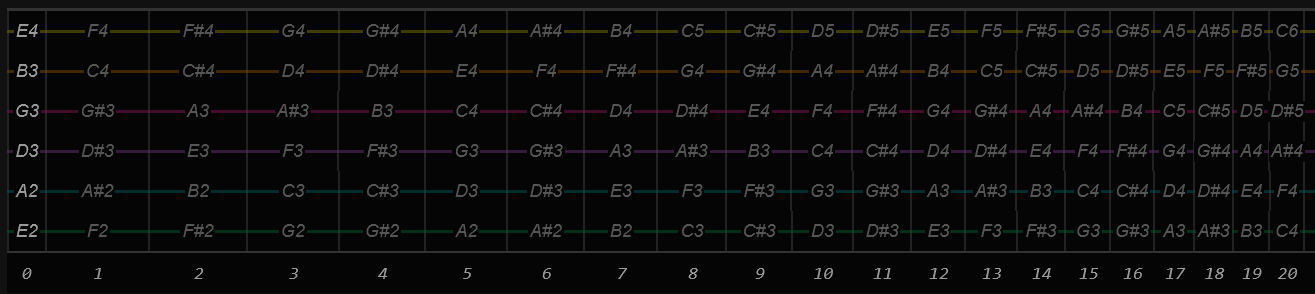 E4 F4 F#4 G4 G#4 A4 A#4 B4 C5 C#5 D5 D#5 E5 F5 F#5 G5 G#5 A5 A#5 B5 C6
B3 C4 C#4 D4 D#4 E4 F4 F#4 G4 G#4 A4 A#4 B4 C5 C#5 D5 D#5 E5 F5 F#5 G5
G3 G#3 A3 A#3 B3 C4 C#4 D4 D#4 E4 F4 F#4 G4 G#4 A4 A#4 B4 C5 C#5 D5 D#5
D3 D#3 E3 F3 F#3 G3 G#3 A3 A#3 B3 C4 C#4 D4 D#4 E4 F4 F#4 G4 G#4 A4 A#4
A2 A#2 B2 C3 C#3 D3 D#3 E3 F3 F#3 G3 G#3 A3 A#3 B3 C4 C#4 D4 D#4 E4 F4
E2 F2 F#2 G2 G#2 A2 A#2 B2 C3 C#3 D3 D#3 E3 F3 F#3 G3 G#3 A3 A#3 B3 C4
0 1 2 3 4 5 6 7 8 9 10 11 12 13 14 15 16 17 18 19 20